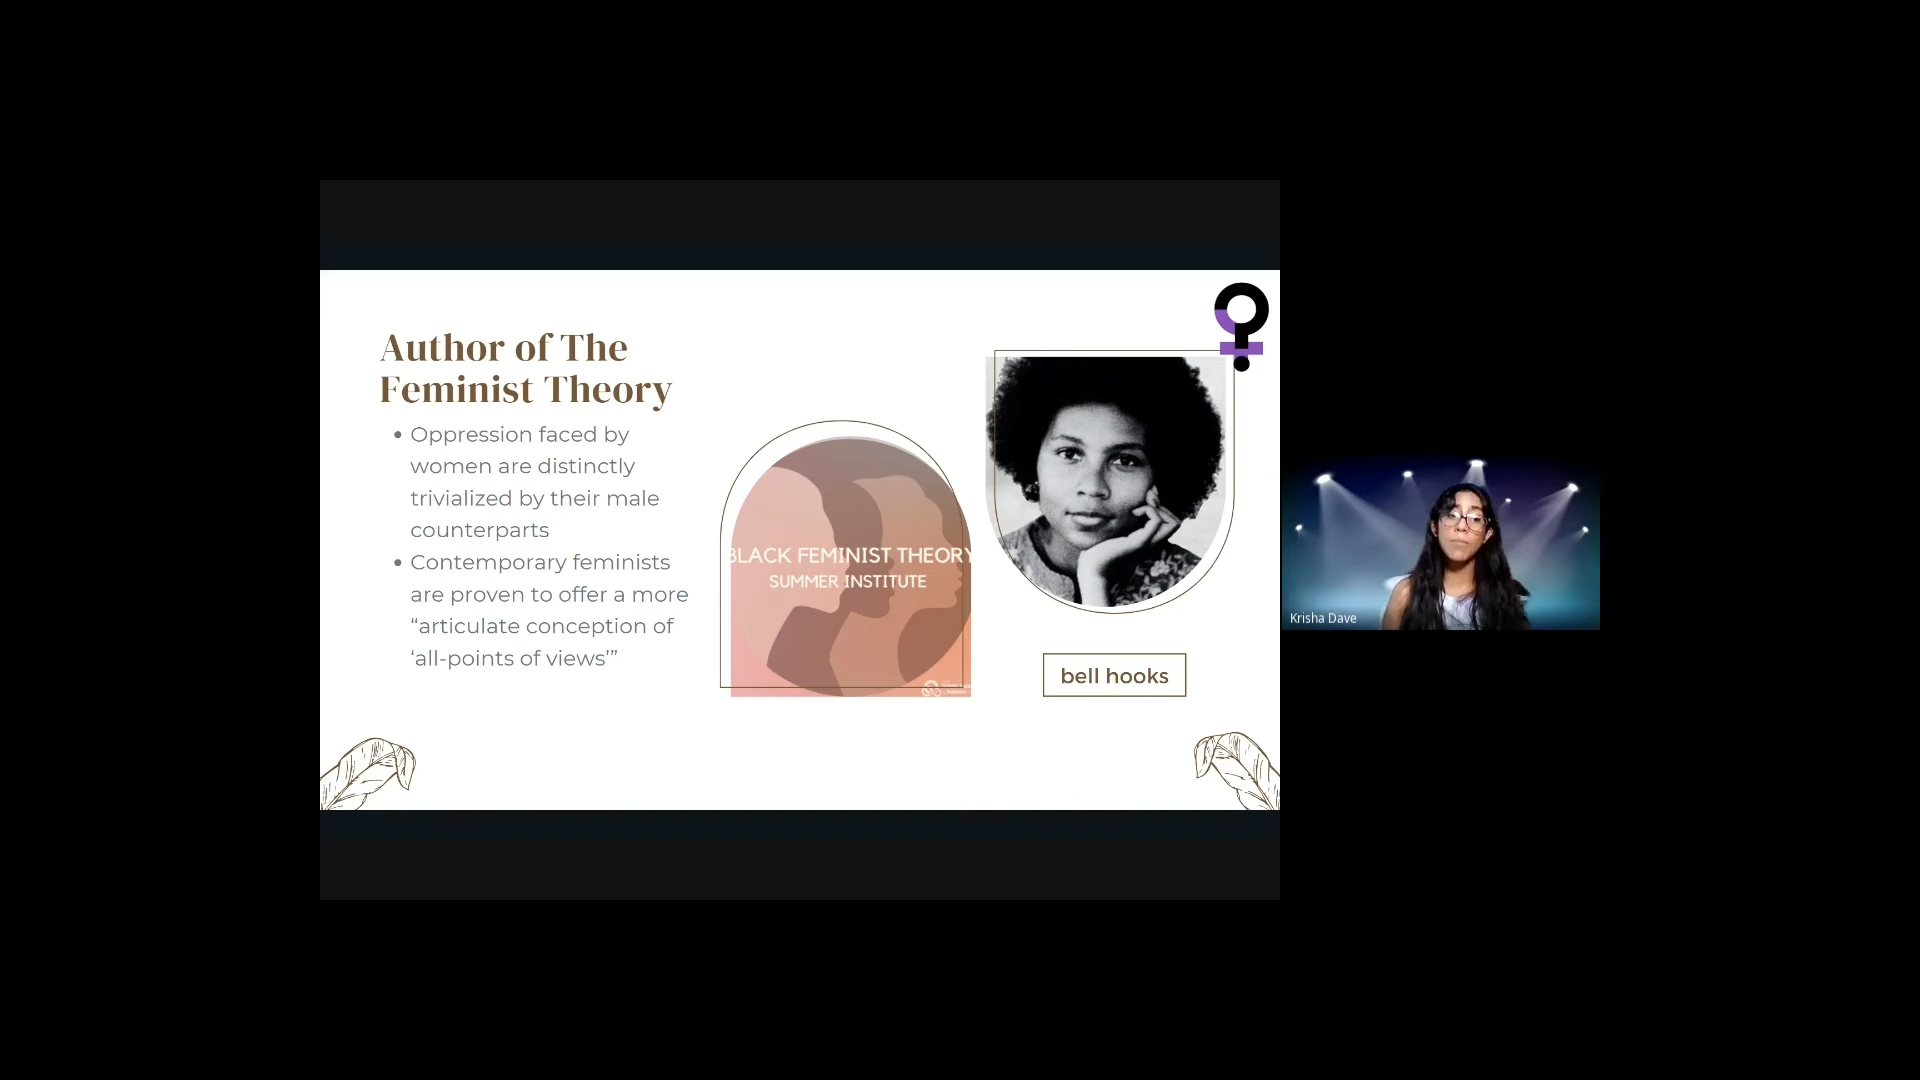 Author of The
Feminist Theory
• Oppression faced by
women are distinctly
trivialized by their male
counterparts
• Contemporary feminists
are proven to offer a more
“articulate conception of
‘all-points of views’”
BLACK FEMINIST THEORY
SUMMER INSTITUTE
bell hooks
Krisha Dave